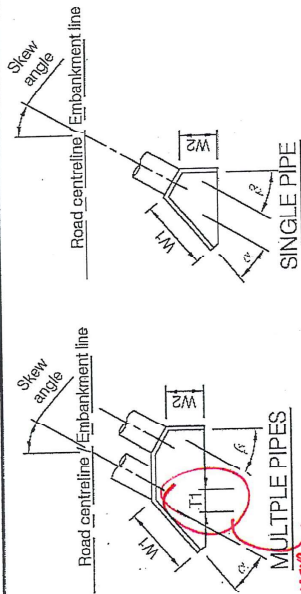 Skew
angle
Road centreline / Embankment line
W1
W2
T1
α
β
MULTPLE PIPES
Skew
angle
Road centreline / Embankment line
W1
W2
α
β
SINGLE PIPE